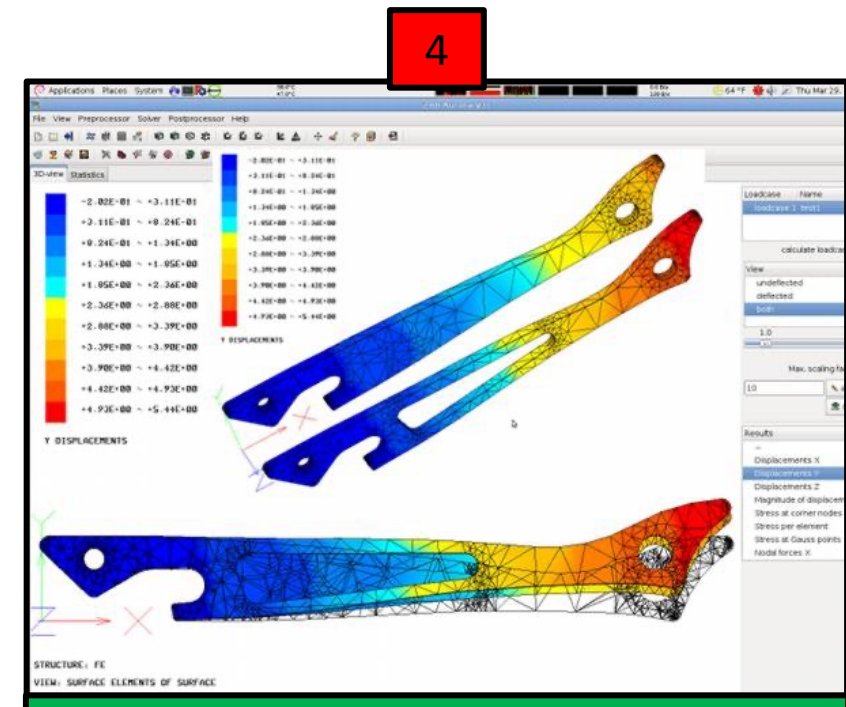 4
Applications Places System
64 °F Thu Mar 29,
File View Preprocessor Solver Postprocessor Help
3D-view Statistics
-2.02E-01 ~ +3.11E-01
+3.11E-01 ~ +8.24E-01
+8.24E-01 ~ +1.34E+00
+1.34E+00 ~ +1.85E+00
+1.85E+00 ~ +2.36E+00
+2.36E+00 ~ +2.88E+00
+2.88E+00 ~ +3.39E+00
+3.39E+00 ~ +3.90E+00
+3.90E+00 ~ +4.42E+00
+4.42E+00 ~ +4.93E+00
+4.93E+00 ~ +5.44E+00
Y DISPLACEMENTS
-2.02E-01 ~ +3.11E-01
+3.11E-01 ~ +8.24E-01
+8.24E-01 ~ +1.34E+00
+1.34E+00 ~ +1.85E+00
+1.85E+00 ~ +2.36E+00
+2.36E+00 ~ +2.88E+00
+2.88E+00 ~ +3.39E+00
+3.39E+00 ~ +3.90E+00
+3.90E+00 ~ +4.42E+00
+4.42E+00 ~ +4.93E+00
+4.93E+00 ~ +5.44E+00
Y DISPLACEMENTS
X
Z
Y
Z
X
STRUCTURE: FE
VIEW: SURFACE ELEMENTS OF SURFACE
Loadcase Name
loadcase 1 test1
calculate loadcas
View
undeflected
deflected
both
1.0
Max. scaling fa
10
Results
--
Displacements X
Displacements Y
Displacements Z
Magnitude of displacem
Stress at corner nodes
Stress per element
Stress at Gauss points
Nodal forces X